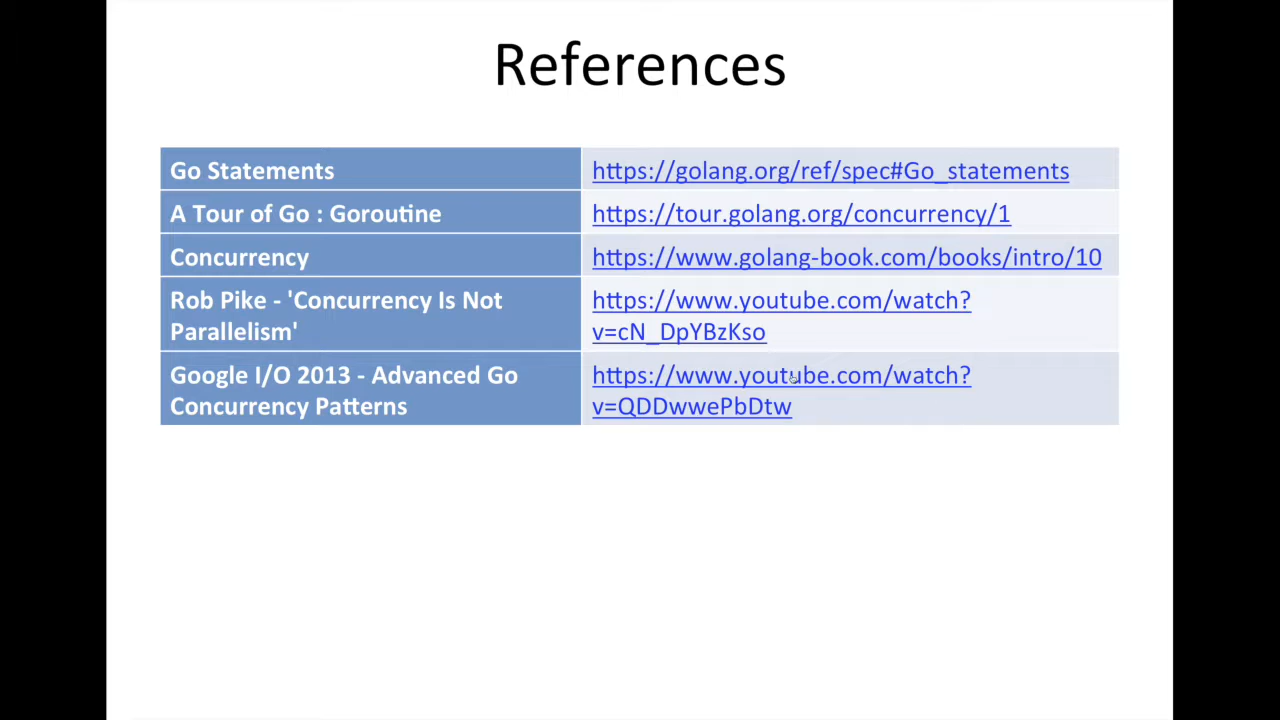 References
Go Statements
https://golang.org/ref/spec#Go_statements
A Tour of Go : Goroutine
https://tour.golang.org/concurrency/1
Concurrency
https://www.golang-book.com/books/intro/10
Rob Pike - 'Concurrency Is Not
Parallelism'
https://www.youtube.com/watch?
v=cN_DpYBzKso
Google I/O 2013 - Advanced Go
Concurrency Patterns
https://www.youtube.com/watch?
v=QDDwwePbDtw